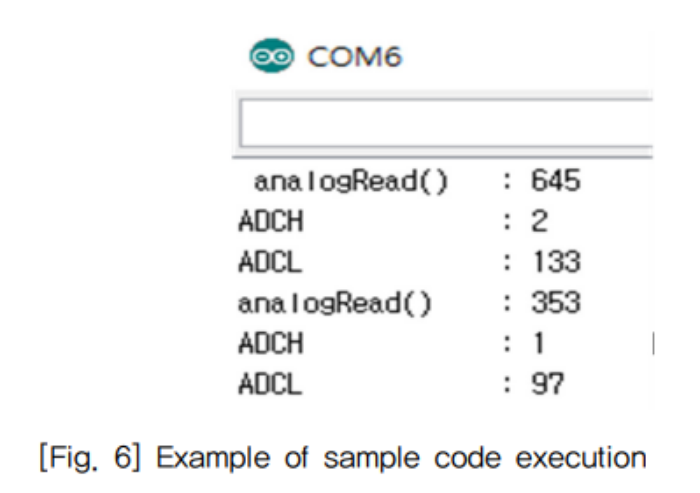 COM6
analogRead() : 645
ADCH : 2
ADCL : 133
analogRead() : 353
ADCH : 1
ADCL : 97
[Fig. 6] Example of sample code execution